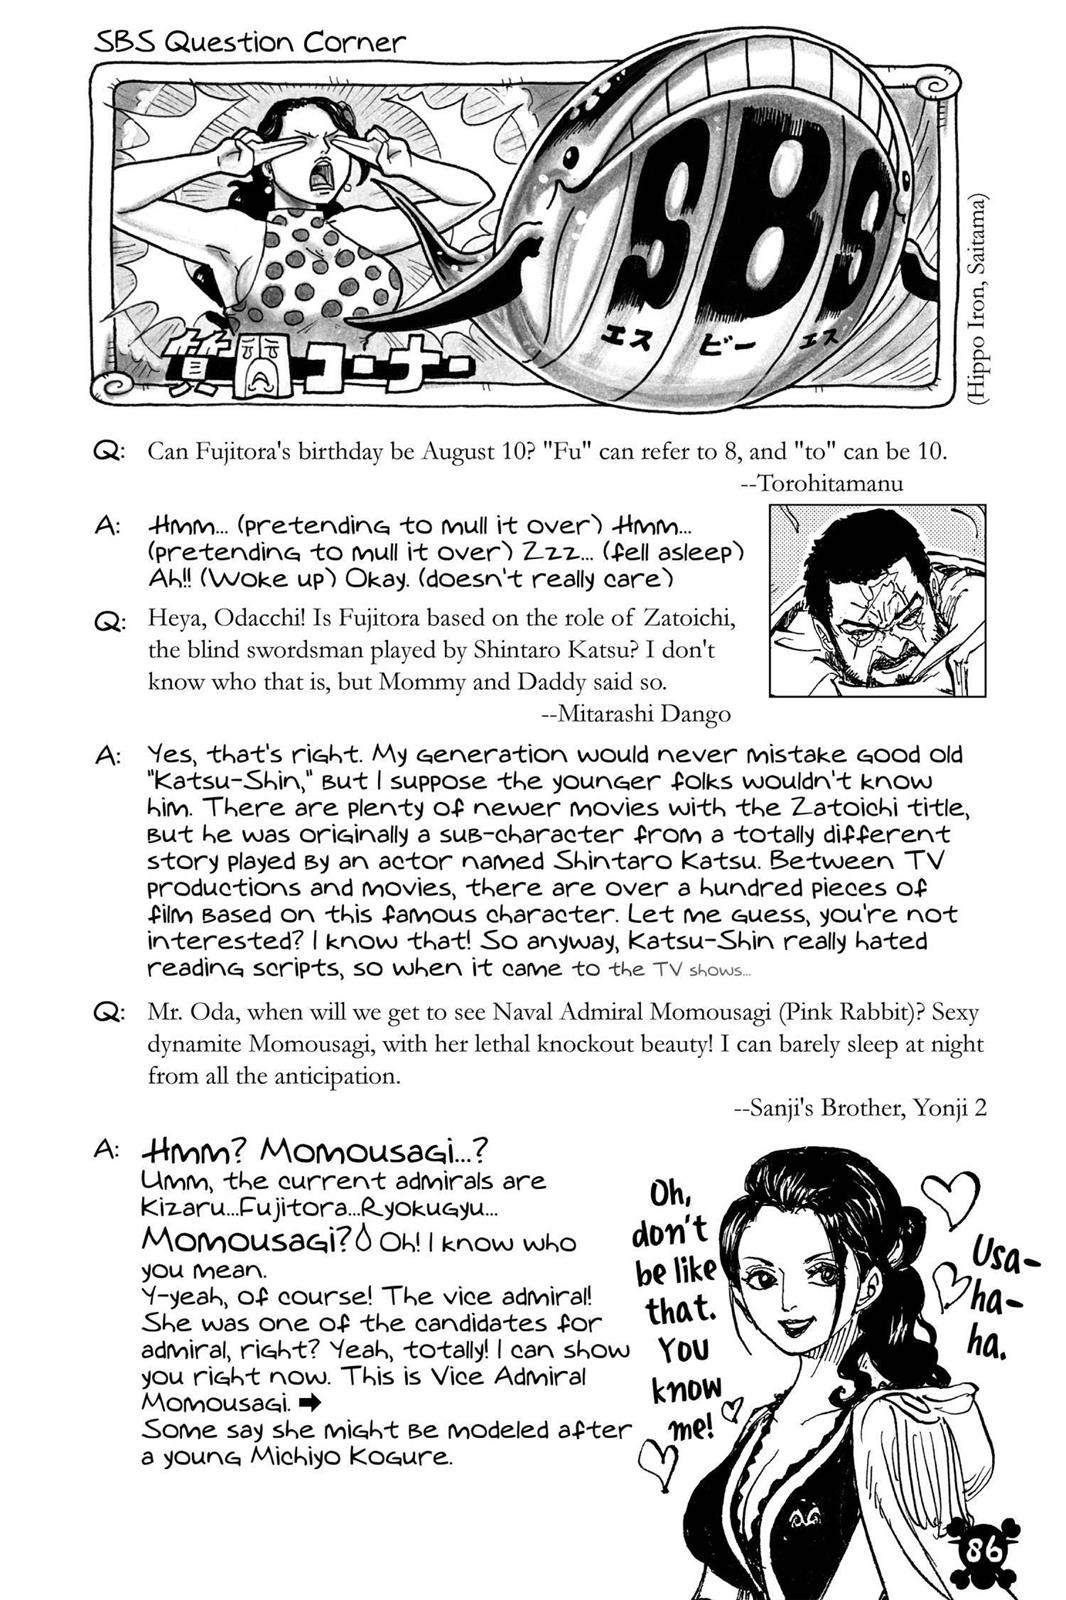 SBS Question Corner
SBS
エス ビー エス
質問コーナー
(Hippo Iron, Saitama)
Q: Can Fujitora's birthday be August 10? "Fu" can refer to 8, and "to" can be 10.
--Torohitamanu
A: Hmm... (pretending to mull it over) Hmm...
(pretending to mull it over) Zzz... (fell asleep)
Ah!! (Woke up) Okay. (doesn't really care)
Q: Heya, Odacchi! Is Fujitora based on the role of Zatoichi,
the blind swordsman played by Shintaro Katsu? I don't
know who that is, but Mommy and Daddy said so.
--Mitarashi Dango
A: Yes, that's right. My generation would never mistake good old
"Katsu-Shin," but I suppose the younger folks wouldn't know
him. There are plenty of newer movies with the Zatoichi title,
but he was originally a sub-character from a totally different
story played by an actor named Shintaro Katsu. Between TV
productions and movies, there are over a hundred pieces of
film based on this famous character. Let me guess, you're not
interested? I know that! So anyway, Katsu-Shin really hated
reading scripts, so when it came to the TV shows...
Q: Mr. Oda, when will we get to see Naval Admiral Momousagi (Pink Rabbit)? Sexy
dynamite Momousagi, with her lethal knockout beauty! I can barely sleep at night
from all the anticipation.
--Sanji's Brother, Yonji 2
A: Hmm? Momousagi...?
Umm, the current admirals are
Kizaru...Fujitora...Ryokugyu...
Momousagi? Oh! I know who
you mean.
Y-yeah, of course! The vice admiral!
She was one of the candidates for
admiral, right? Yeah, totally! I can show
you right now. This is Vice Admiral
Momousagi. ➡
Some say she might be modeled after
a young Michiyo Kogure.
Oh,
don't
be like
that.
You
know
me!
Usa-
ha-
ha.
86